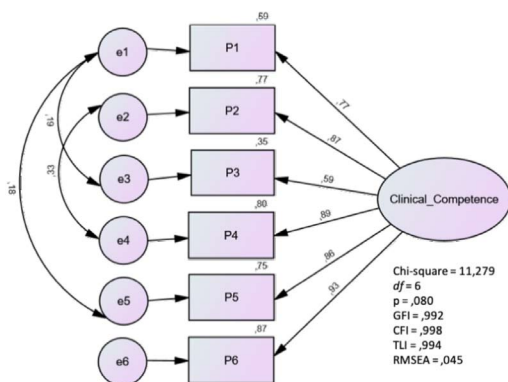 ,59
e1
P1
,77
,77
e2
P2
,87
,19
,35
,33
e3
P3
,59
,18
,80
Clinical_Competence
e4
P4
,89
,75
,86
e5
P5
,93
,87
e6
P6
Chi-square = 11,279
df = 6
p = ,080
GFI = ,992
CFI = ,998
TLI = ,994
RMSEA = ,045